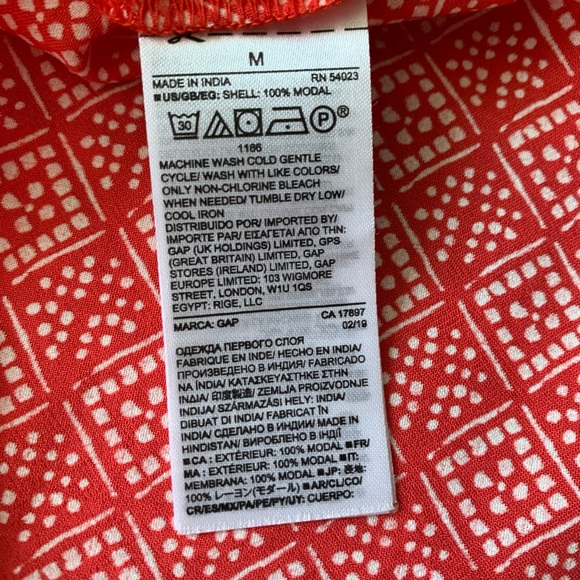 M
MADE IN INDIA RN 54023
■US/GB/EG: SHELL: 100% MODAL
30 P®
1166
MACHINE WASH COLD GENTLE
CYCLE/ WASH WITH LIKE COLORS/
ONLY NON-CHLORINE BLEACH
WHEN NEEDED/ TUMBLE DRY LOW/
COOL IRON
DISTRIBUIDO POR/ IMPORTED BY/
IMPORTE PAR/ ΕΙΣΑΓΕΤΑΙ ΑΠΟ ΤΗΝ:
GAP (UK HOLDINGS) LIMITED, GPS
(GREAT BRITAIN) LIMITED, GAP
STORES (IRELAND) LIMITED, GAP
EUROPE LIMITED: 103 WIGMORE
STREET, LONDON, W1U 1QS
EGYPT: RIGE, LLC
CA 17897
MARCA: GAP 02/19
ОДЕЖДА ПЕРВОГО СЛОЯ
FABRIQUE EN INDE/ HECHO EN INDIA/
ПРОИЗВЕДЕНО В ИНДИЯ/ FABRICADO
NA ÍNDIA/ ΚΑΤΑΣΚΕΥΑΣΤΗΚΕ ΣΤΗΝ
ΙΝΔΙΑ/ 印度製造/ ZEMLJA PROIZVODNJE
INDIJA/ SZÁRMAZÁSI HELY: INDIA/
DIBUAT DI INDIA/ FABRICAT ÎN
INDIA/ СДЕЛАНО В ИНДИИ/ MADE IN
HINDISTAN/ ВИРОБЛЕНО В ІНДІЇ
■CA : EXTÉRIEUR: 100% MODAL ■FR/
MA : EXTÉRIEUR: 100% MODAL ■IT:
MEMBRANA: 100% MODAL ■JP: 表地:
100% レーヨン(モダール) ■AR/CL/CO/
CR/ES/MX/PA/PE/PY/UY: CUERPO: